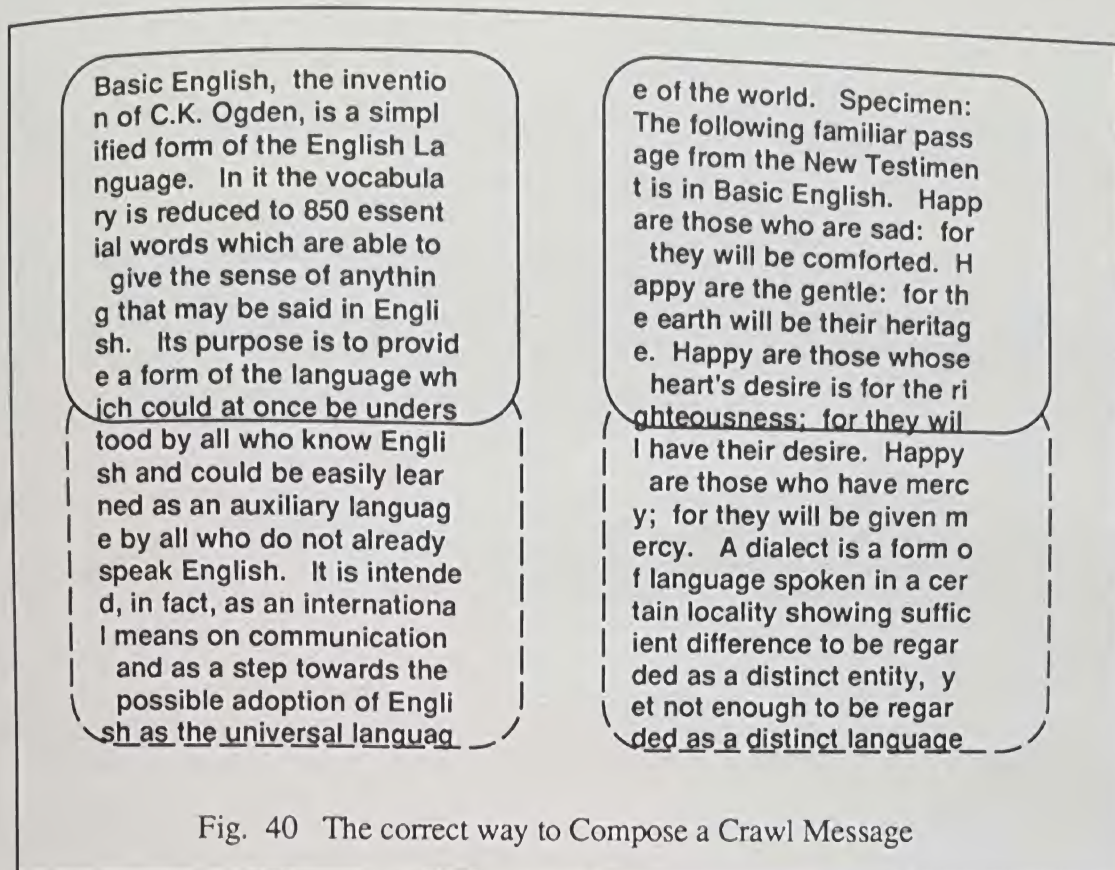 Basic English,  the inventio
n of C.K. Ogden, is a simpl
ified form of the English La
nguage.   In it the vocabula
ry is reduced to 850 essent
ial words which are able to
  give the sense of anythin
g that may be said in Engli
sh.   Its purpose is to provid
e a form of the language wh
ich could at once be unders
tood by all who know Engli
sh and could be easily lear
ned as an auxiliary languag
e by all who do not already
speak English.   It is intende
d, in fact, as an internationa
l means on communication
  and as a step towards the
  possible adoption of Engli
sh as the universal languag
e of the world.   Specimen:
The following familiar pass
age from the New Testimen
t is in Basic English.   Happ
are those who are sad:  for
  they will be comforted.  H
appy are the gentle:  for th
e earth will be their heritag
e.  Happy are those whose
  heart's desire is for the ri
ghteousness;  for they wil
l have their desire.  Happy
  are those who have merc
y;  for they will be given m
ercy.   A dialect is a form o
f language spoken in a cer
tain locality showing suffic
ient difference to be regar
ded as a distinct entity,  y
et not enough to be regar
ded as a distinct language
Fig.  40   The correct way to Compose a Crawl Message